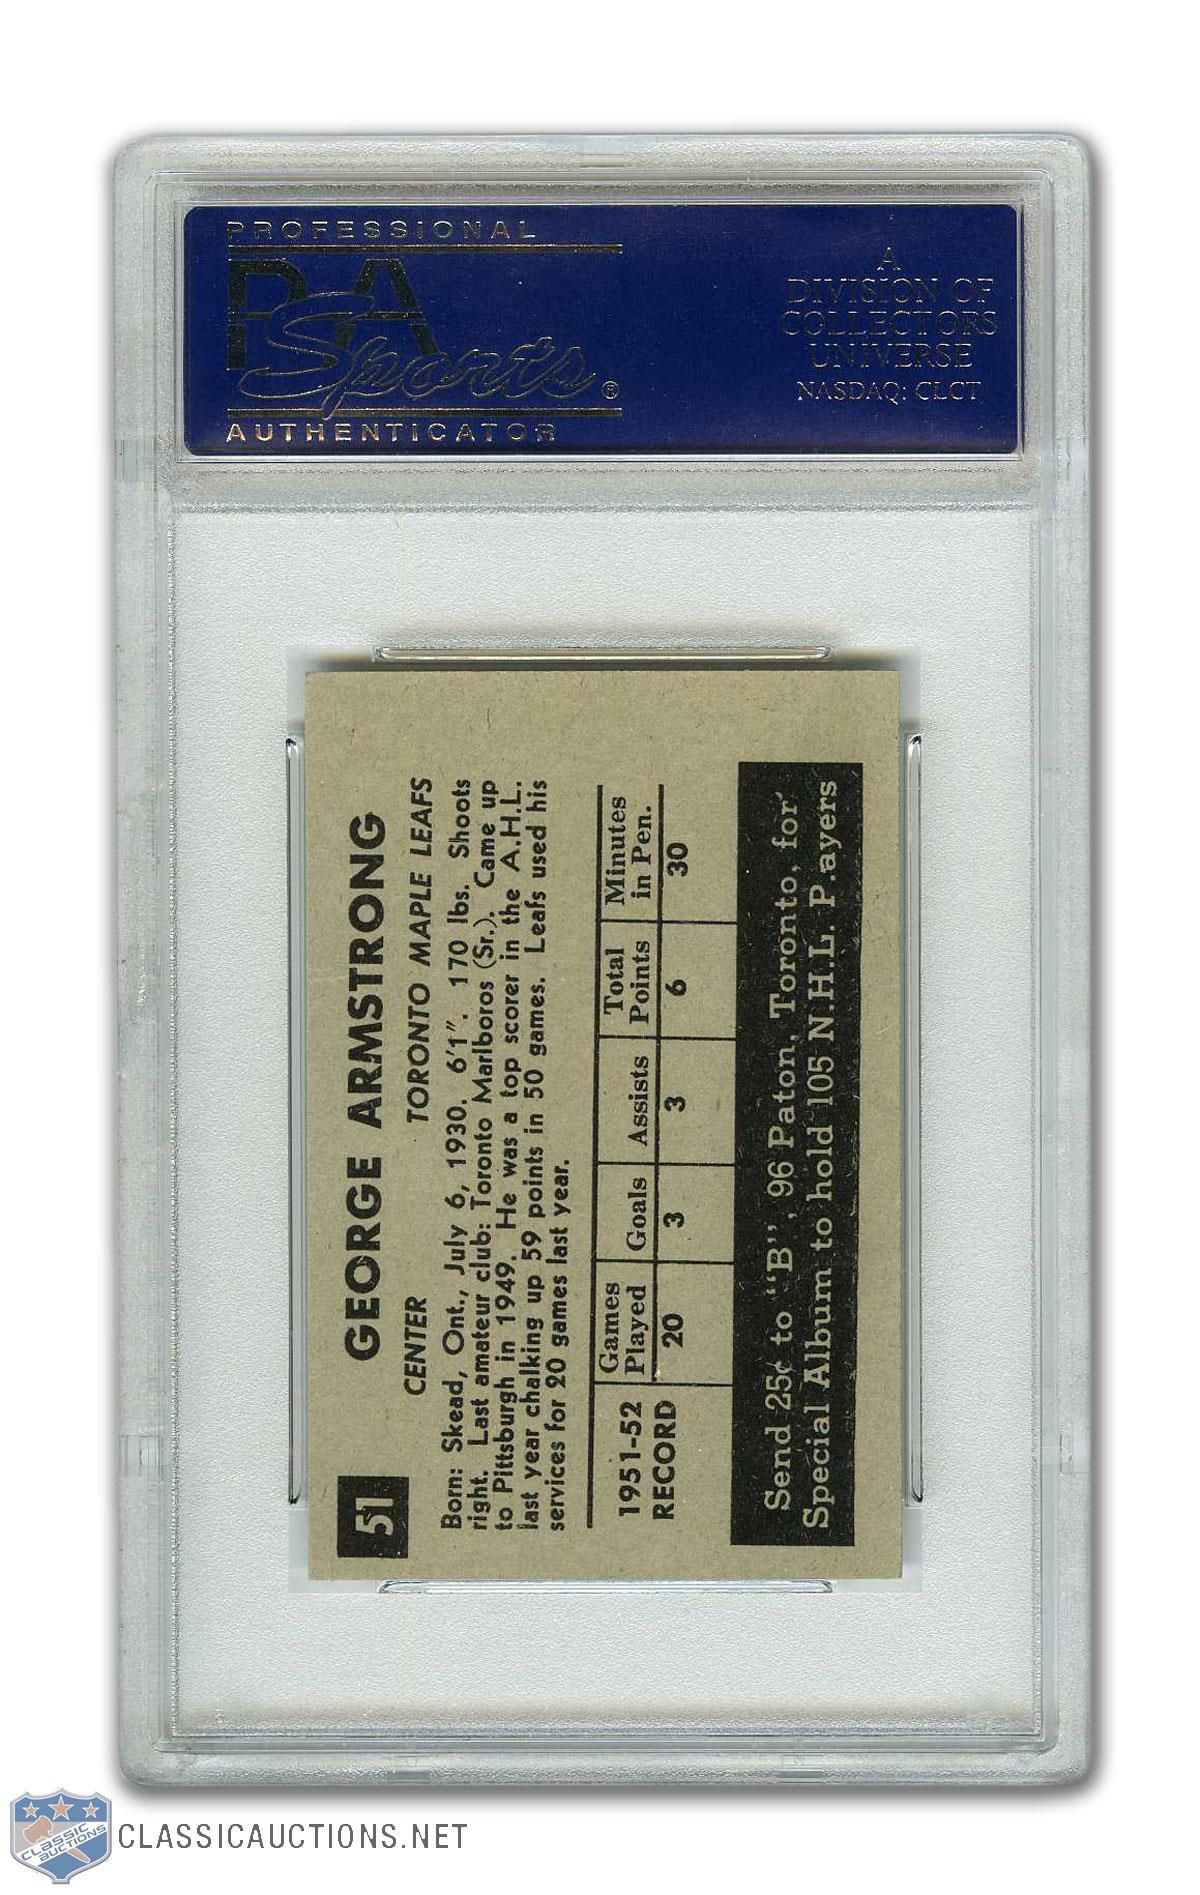 PROFESSIONAL
PSA
Sports®
AUTHENTICATOR
A
DIVISION OF
COLLECTORS
UNIVERSE
NASDAQ: CLCT
51
GEORGE ARMSTRONG
CENTER TORONTO MAPLE LEAFS
Born: Skead, Ont., July 6, 1930. 6'1". 170 lbs. Shoots
right. Last amateur club: Toronto Marlboros (Sr.). Came up
to Pittsburgh in 1949. He was a top scorer in the A.H.L.
last year chalking up 59 points in 50 games. Leafs used his
services for 20 games last year.
1951-52 RECORD
Games Played Goals Assists Total Points Minutes in Pen.
20 3 3 6 30
Send 25¢ to "B", 96 Paton, Toronto, for
Special Album to hold 105 N.H.L. P.ayers
CLASSIC
AUCTIONS
CLASSICAUCTIONS.NET